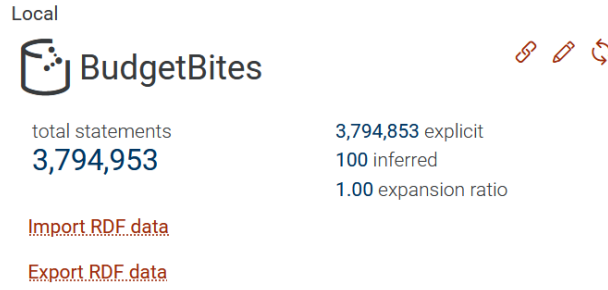 Local
BudgetBites
total statements
3,794,953
3,794,853 explicit
100 inferred
1.00 expansion ratio
Import RDF data
Export RDF data